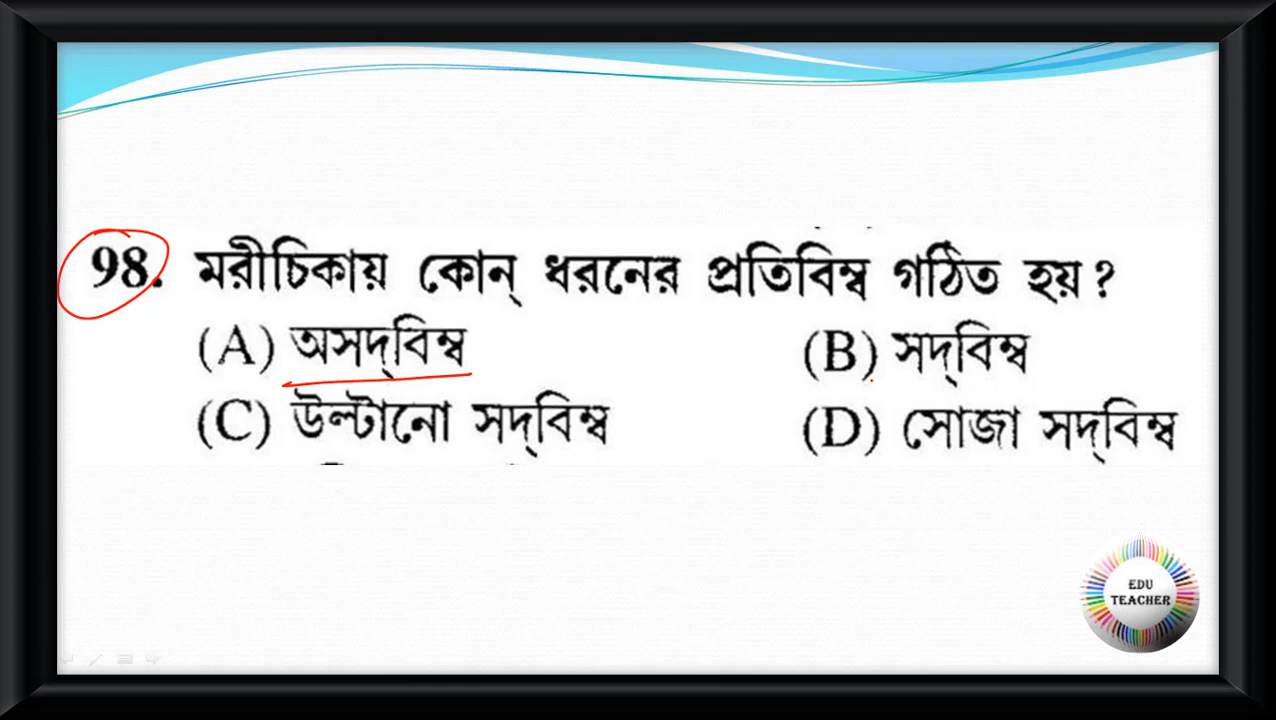 98. মরীচিকায় কোন্ ধরনের প্রতিবিম্ব গঠিত হয় ?
(A) অসদ্‌বিম্ব (B) সদ্‌বিম্ব
(C) উল্টানো সদ্‌বিম্ব (D) সোজা সদ্‌বিম্ব
EDU
TEACHER